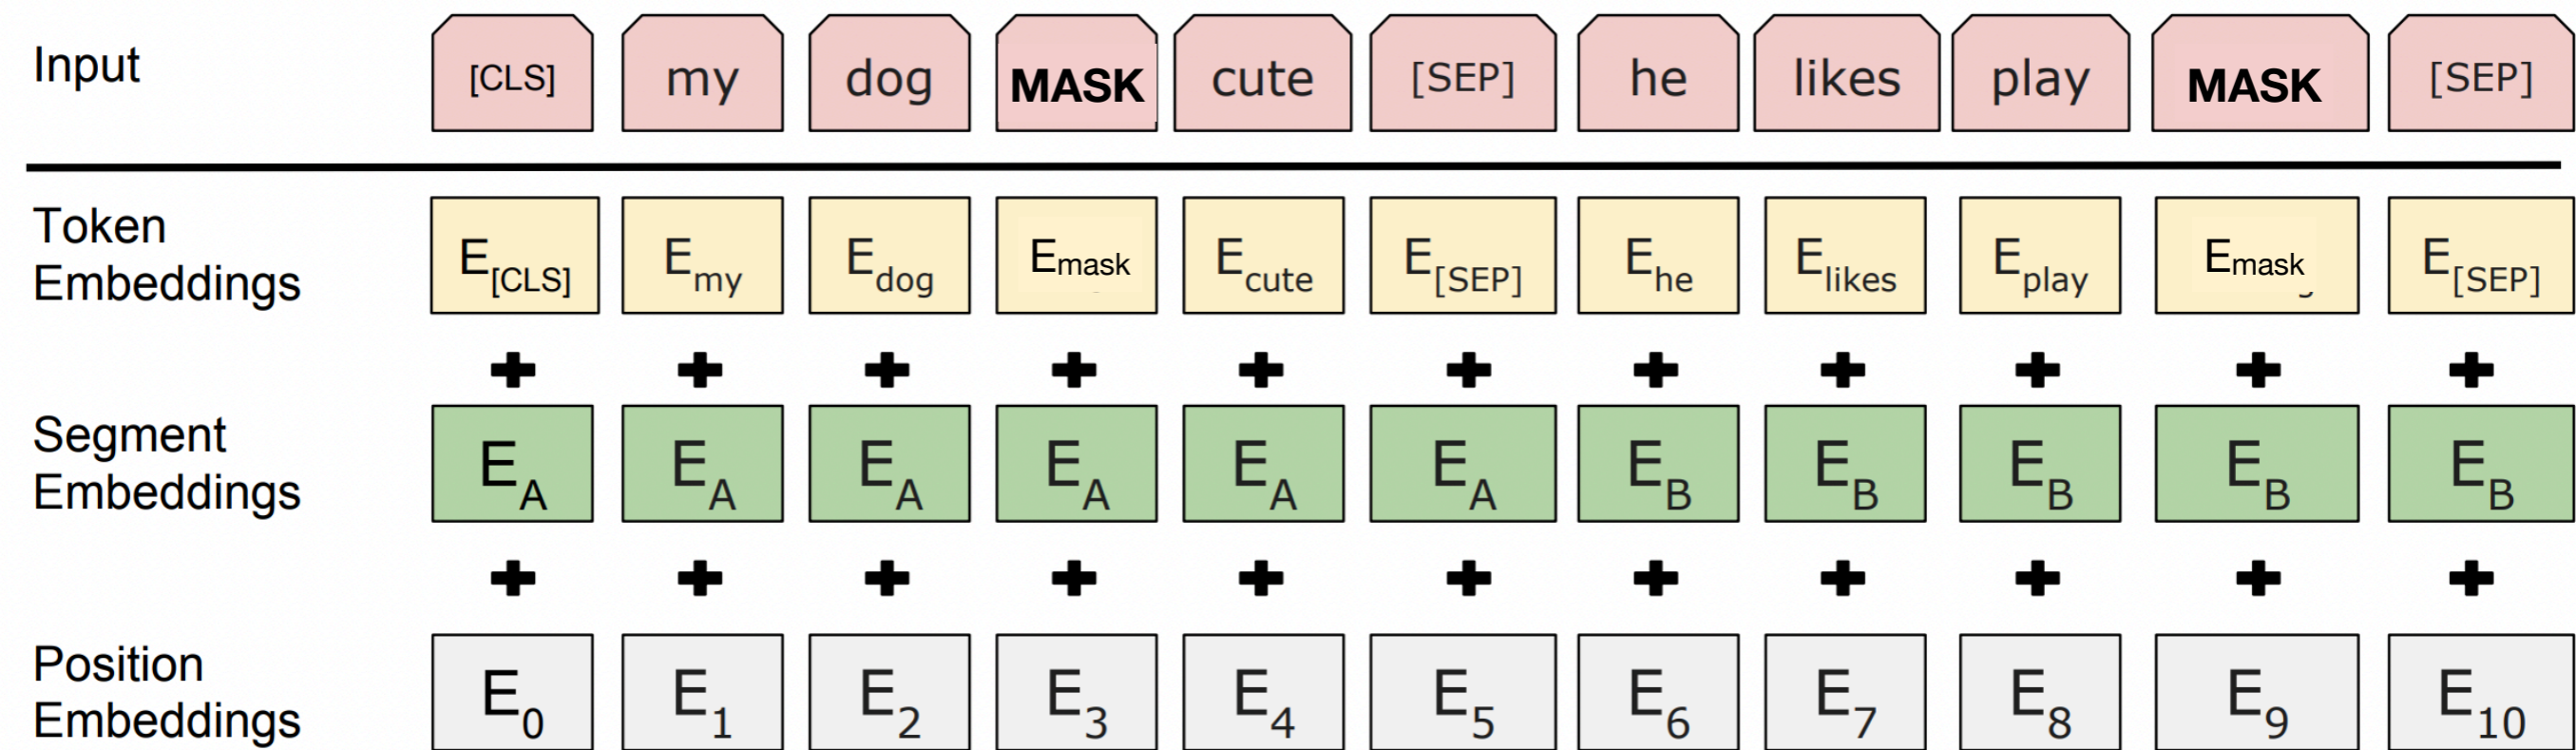 Input [CLS] my dog MASK cute [SEP] he likes play MASK [SEP]
Token
Embeddings E[CLS] Emy Edog Emask Ecute E[SEP] Ehe Elikes Eplay Emask E[SEP]
+ + + + + + + + + + +
Segment
Embeddings EA EA EA EA EA EA EB EB EB EB EB
+ + + + + + + + + + +
Position
Embeddings E0 E1 E2 E3 E4 E5 E6 E7 E8 E9 E10